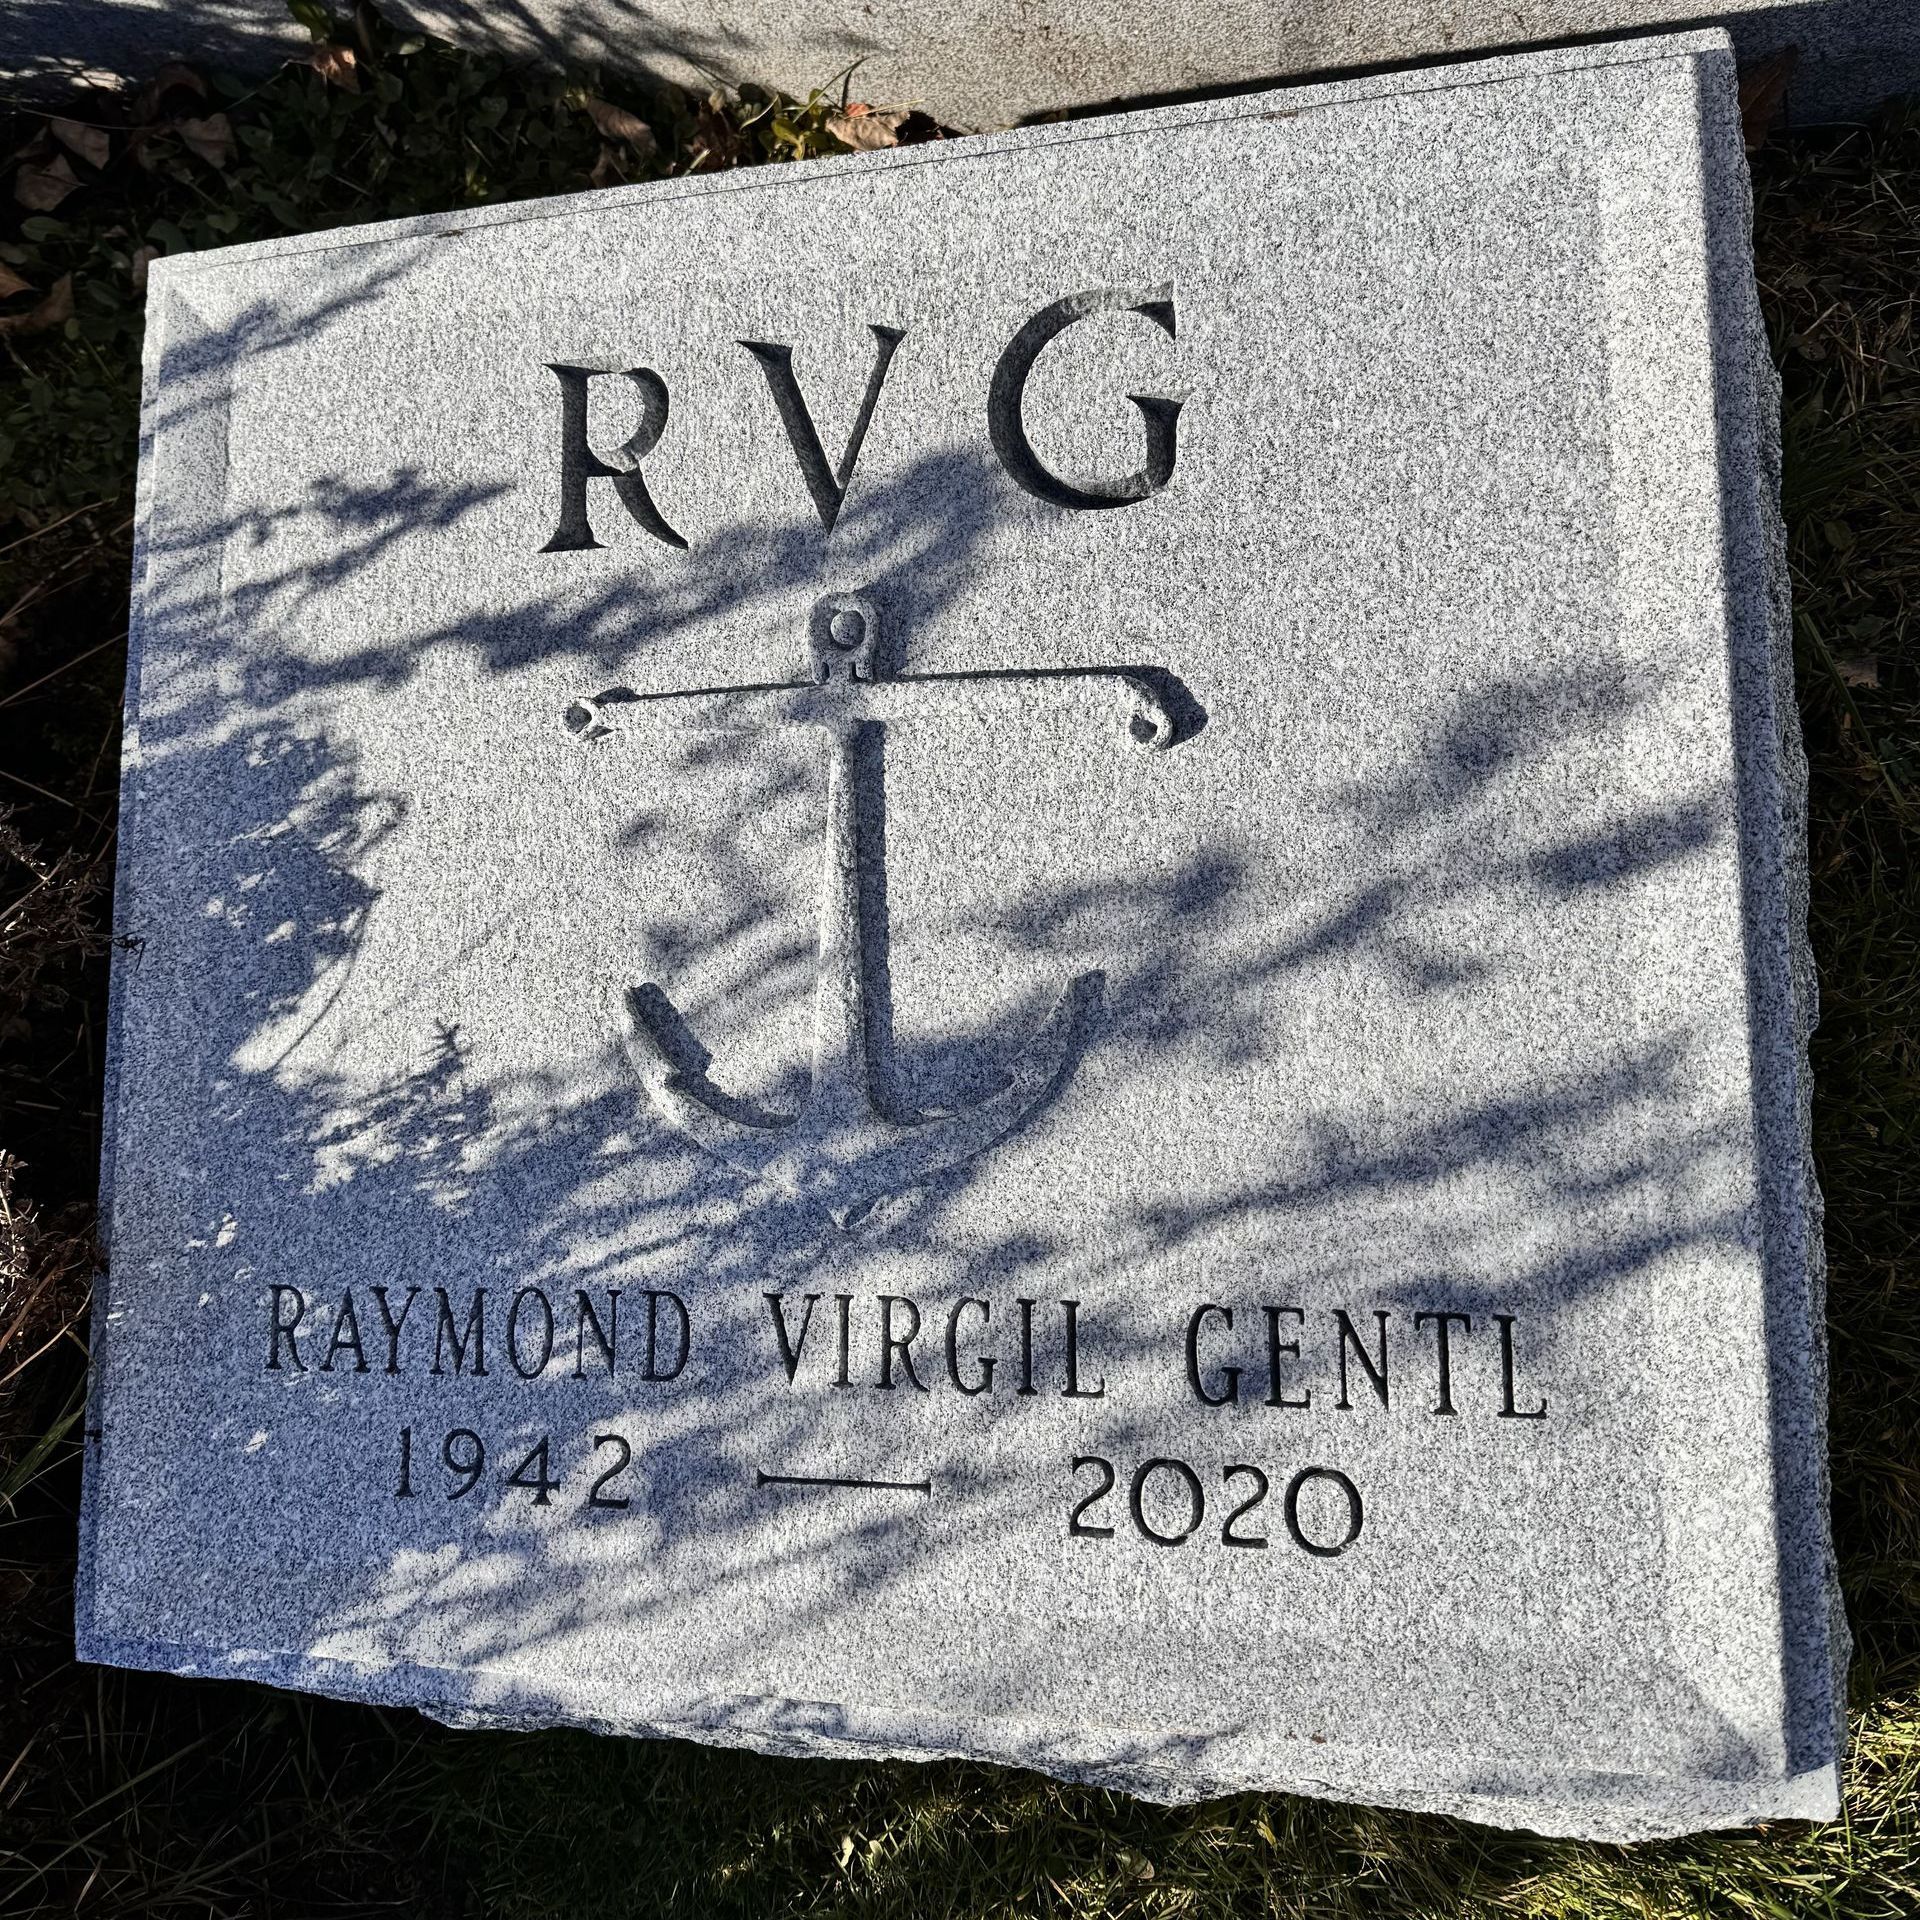 RVG
RAYMOND VIRGIL GENTL
1942 — 2020